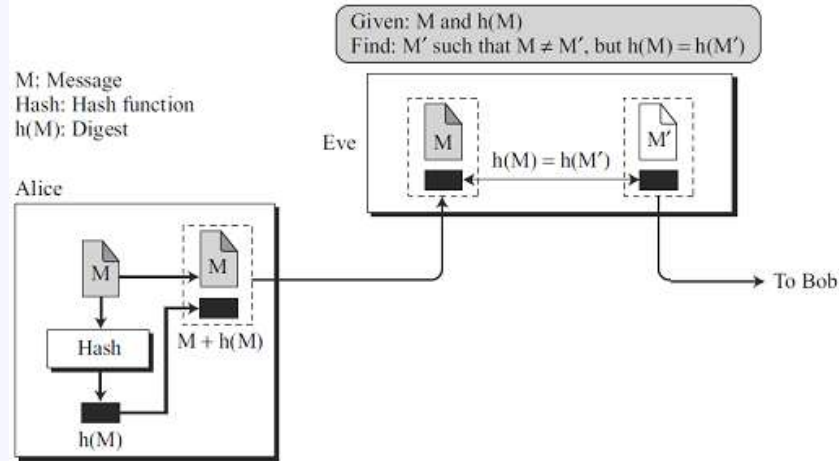 Given: M and h(M)
Find: M′ such that M ≠ M′, but h(M) = h(M′)
M: Message
Hash: Hash function
h(M): Digest
Eve
M
M′
h(M) = h(M′)
Alice
M
M
To Bob
Hash
M + h(M)
h(M)